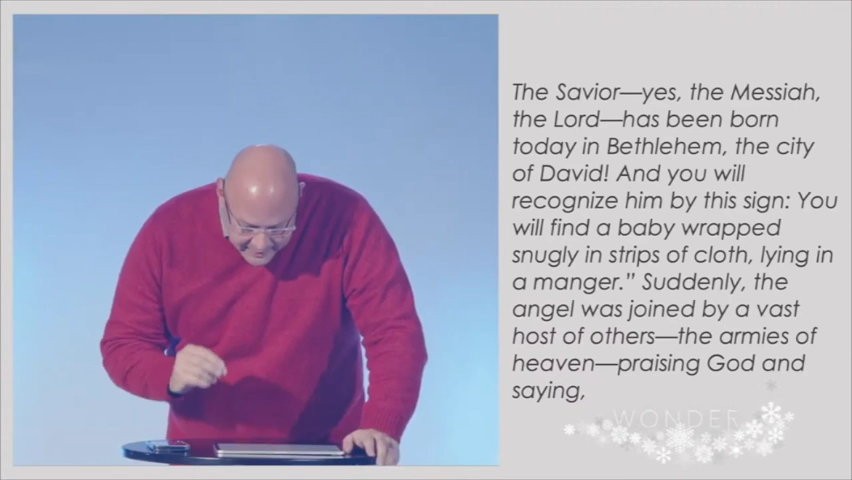 The Savior—yes, the Messiah,
the Lord—has been born
today in Bethlehem, the city
of David! And you will
recognize him by this sign: You
will find a baby wrapped
snugly in strips of cloth, lying in
a manger.” Suddenly, the
angel was joined by a vast
host of others—the armies of
heaven—praising God and
saying,
WONDER